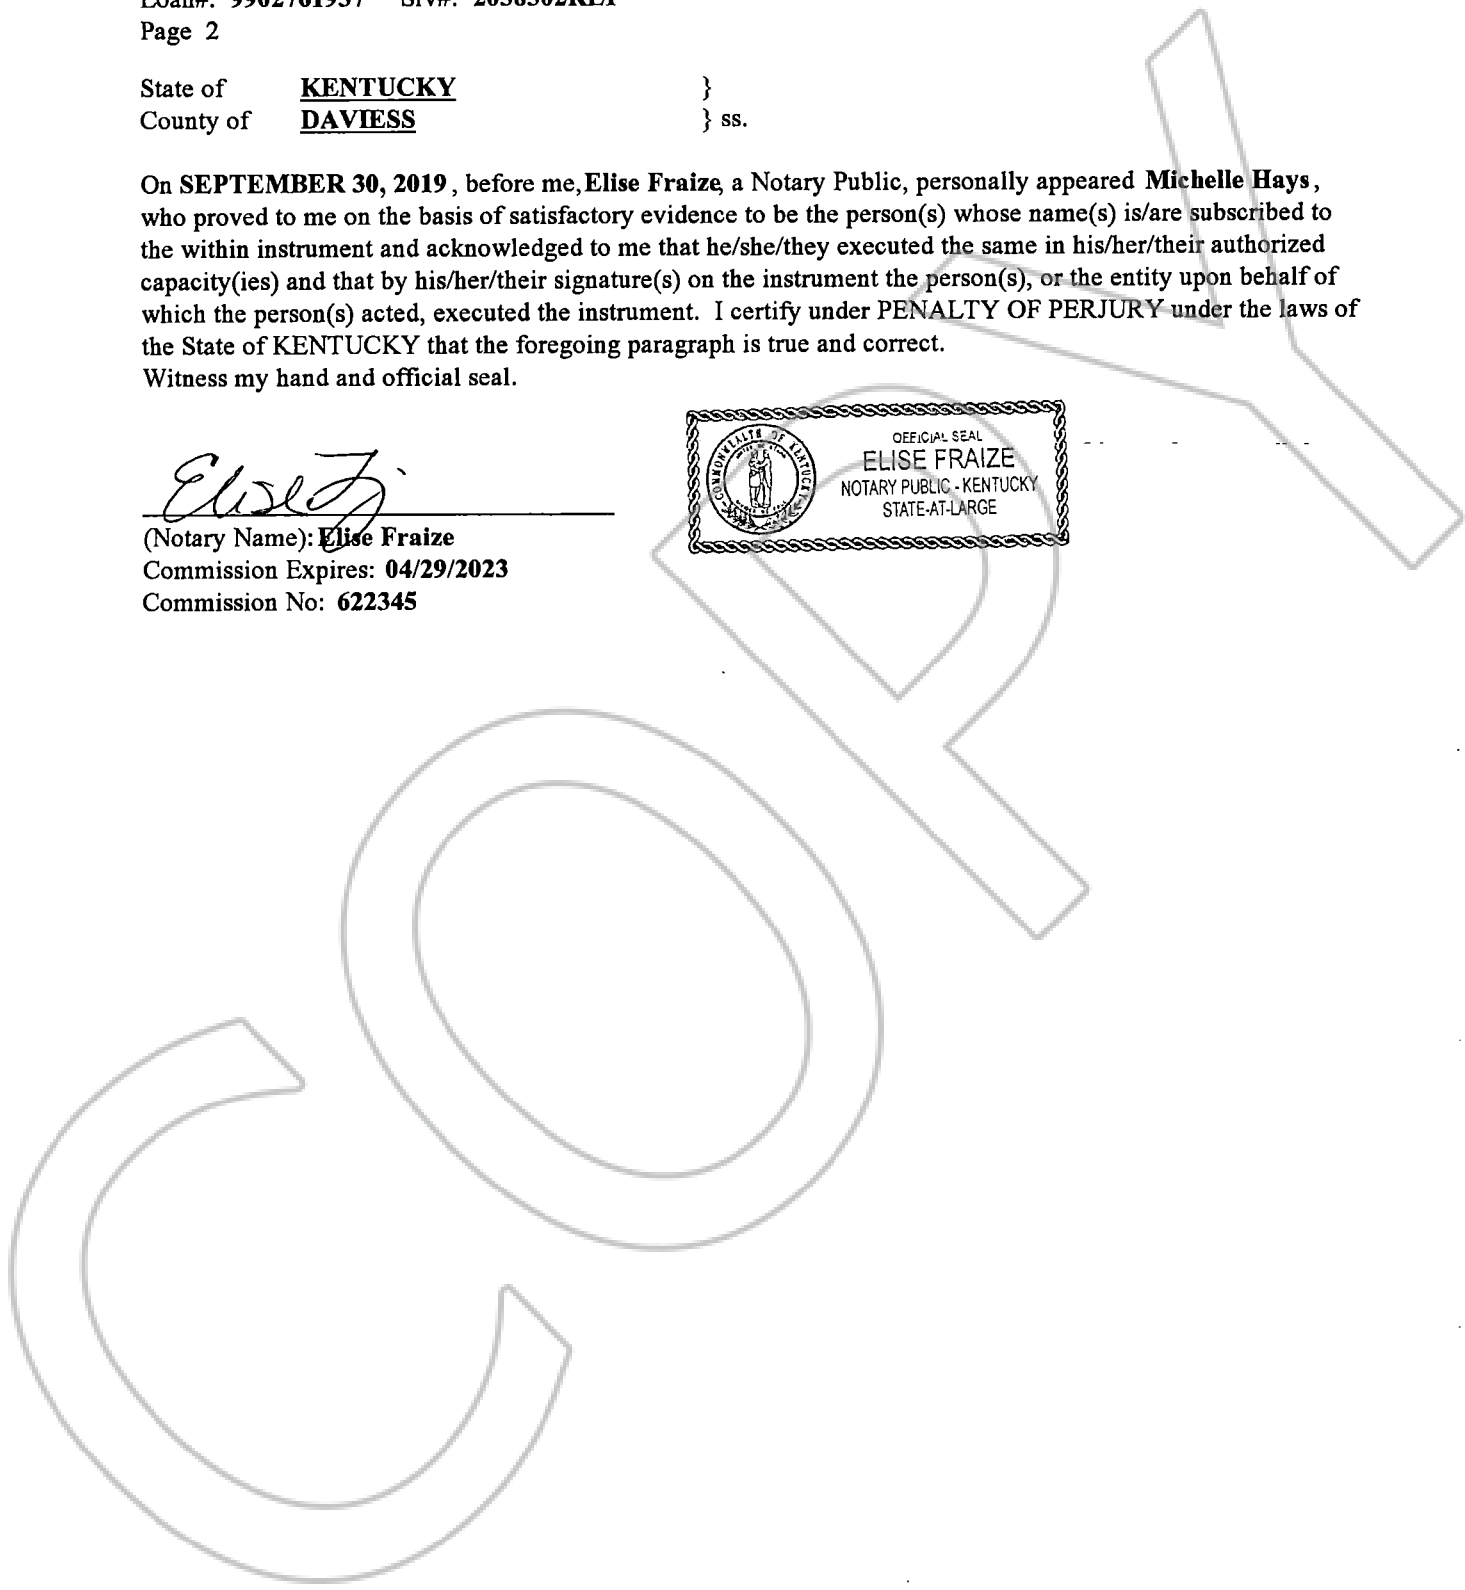 Page 2
State of KENTUCKY }
County of DAVIESS } ss.
On SEPTEMBER 30, 2019, before me, Elise Fraize, a Notary Public, personally appeared Michelle Hays,
who proved to me on the basis of satisfactory evidence to be the person(s) whose name(s) is/are subscribed to
the within instrument and acknowledged to me that he/she/they executed the same in his/her/their authorized
capacity(ies) and that by his/her/their signature(s) on the instrument the person(s), or the entity upon behalf of
which the person(s) acted, executed the instrument. I certify under PENALTY OF PERJURY under the laws of
the State of KENTUCKY that the foregoing paragraph is true and correct.
Witness my hand and official seal.
COMMONWEALTH OF KENTUCKY
OFFICIAL SEAL
ELISE FRAIZE
NOTARY PUBLIC - KENTUCKY
STATE-AT-LARGE
(Notary Name): Elise Fraize
Commission Expires: 04/29/2023
Commission No: 622345
COPY